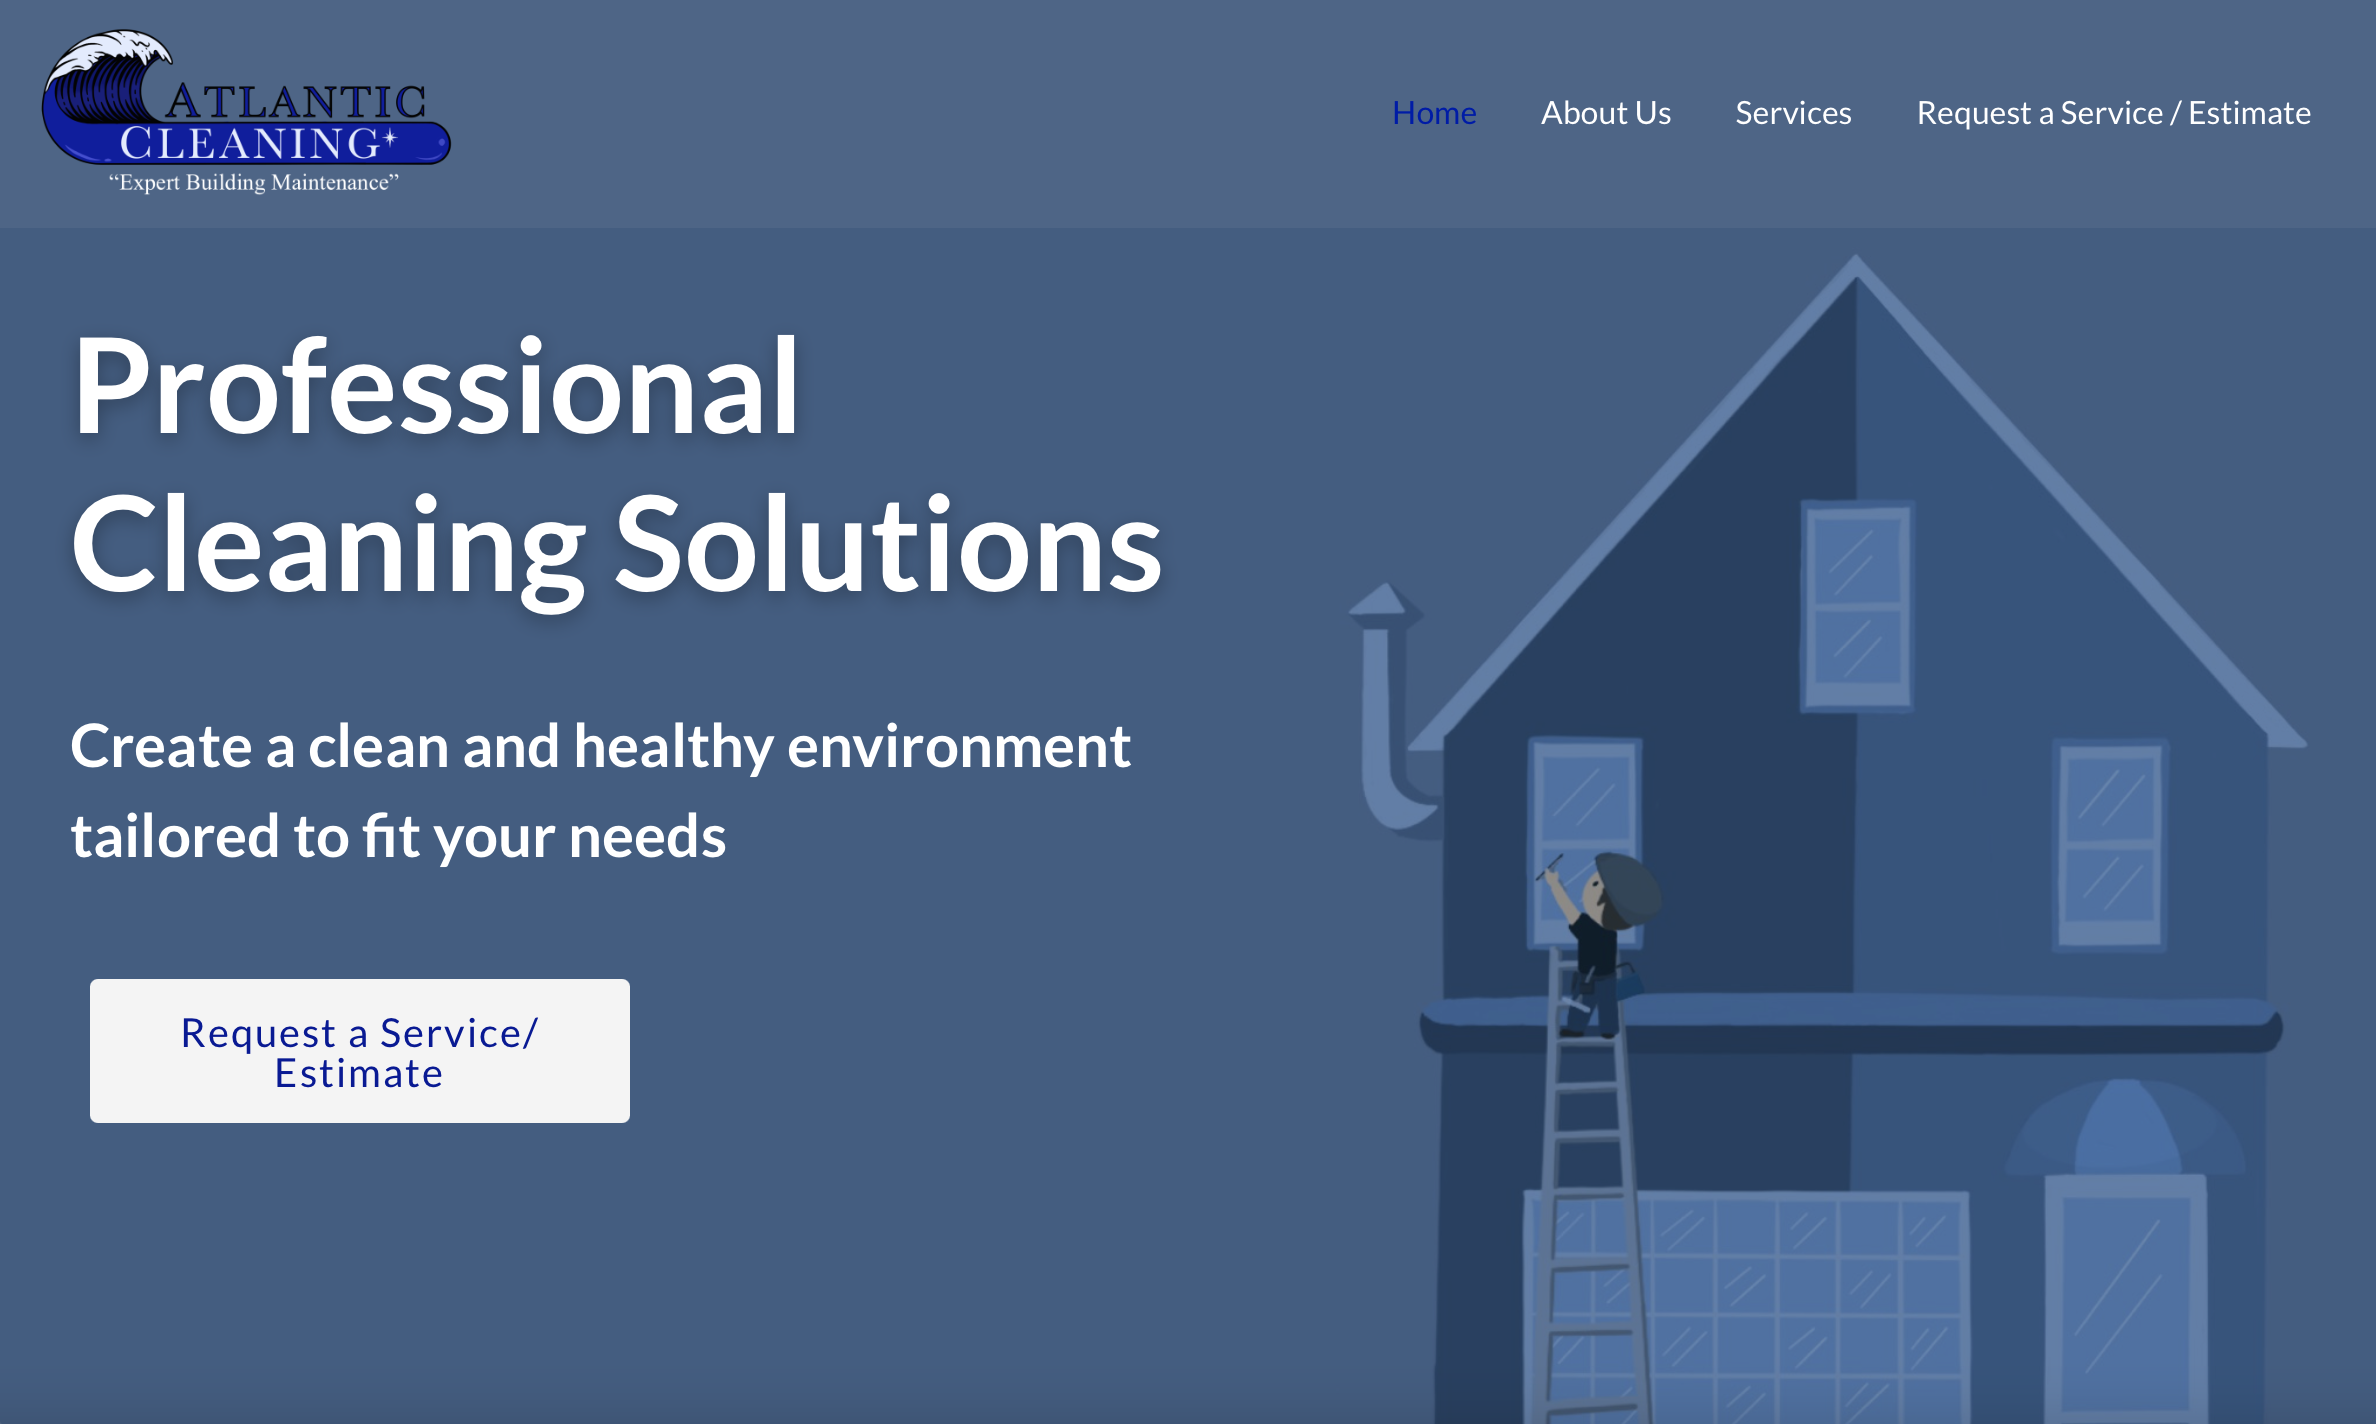 ATLANTIC
CLEANING
“Expert Building Maintenance”
Home
About Us
Services
Request a Service / Estimate
Professional
Cleaning Solutions
Create a clean and healthy environment
tailored to fit your needs
Request a Service/
Estimate